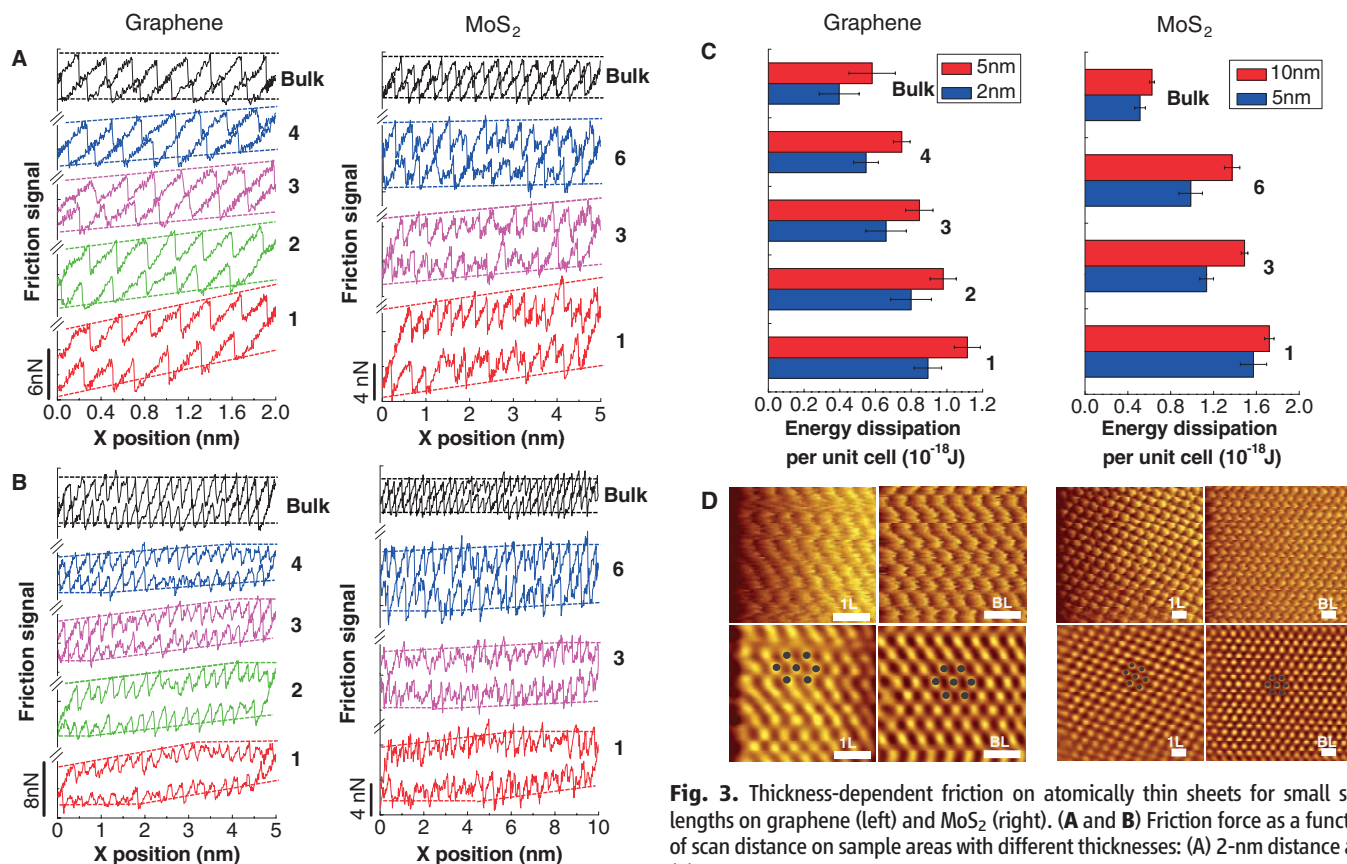 Graphene
MoS2
A
Friction signal
Bulk
4
3
2
1
6nN
0.0 0.4 0.8 1.2 1.6 2.0
X position (nm)
Friction signal
Bulk
6
3
1
4 nN
0 1 2 3 4 5
X position (nm)
B
Friction signal
Bulk
4
3
2
1
8nN
0 1 2 3 4 5
X position (nm)
Friction signal
Bulk
6
3
1
4 nN
0 2 4 6 8 10
X position (nm)
C
Graphene
MoS2
5nm
2nm
Bulk
4
3
2
1
0.0 0.2 0.4 0.6 0.8 1.0 1.2
Energy dissipation
per unit cell (10-18J)
10nm
5nm
Bulk
6
3
1
0.0 0.4 0.8 1.2 1.6 2.0
Energy dissipation
per unit cell (10-18J)
D
1L
BL
1L
BL
1L
BL
1L
BL
Fig. 3. Thickness-dependent friction on atomically thin sheets for small s
lengths on graphene (left) and MoS2 (right). (A and B) Friction force as a funct
of scan distance on sample areas with different thicknesses: (A) 2-nm distance a